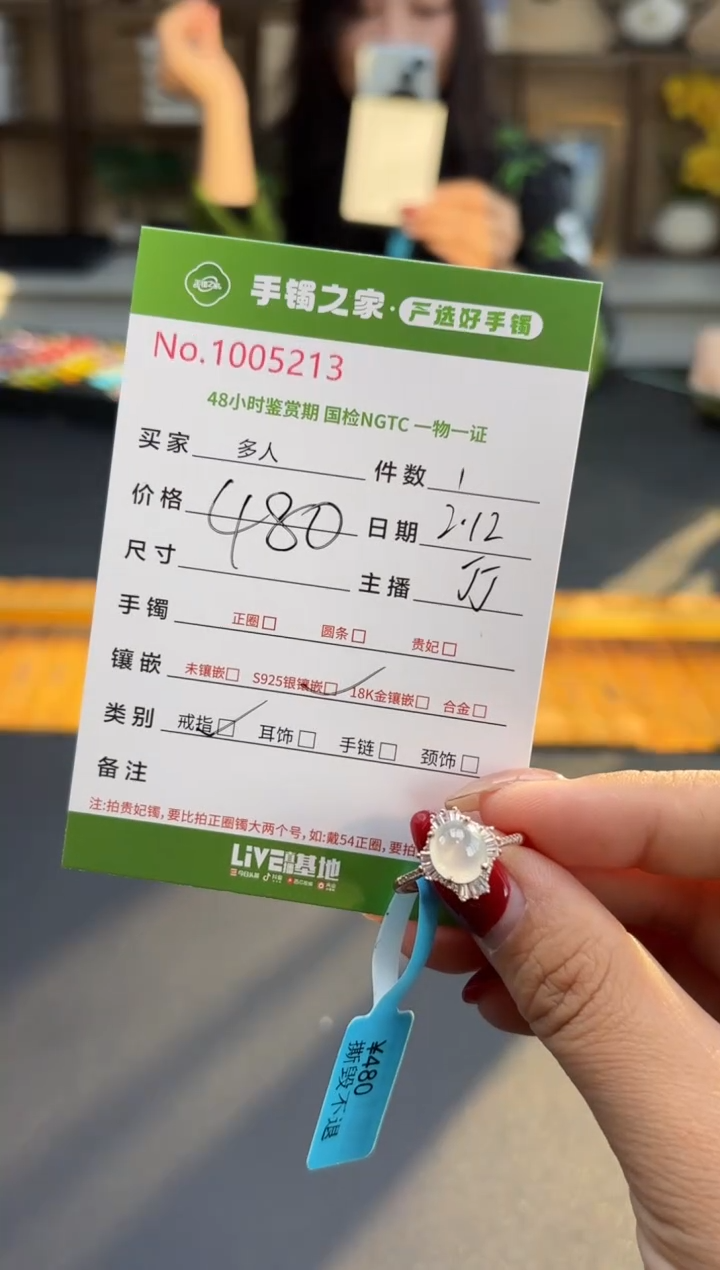 手镯之家·严选好手镯
No.1005213
48小时鉴赏期 国检NGTC 一物一证
买家 多人 件数 1
价格 480 日期 2.12
尺寸 主播 JJ
手镯 正圈□ 圆条□ 贵妃□
镶嵌 未镶嵌□ S925银镶嵌□ 18K金镶嵌□ 合金□
类别 戒指□ 耳饰□ 手链□ 颈饰□
备注
注:拍贵妃镯,要比拍正圈镯大两个号,如:戴54正圈,要拍
LiVE直播基地
¥480
撕毁不退